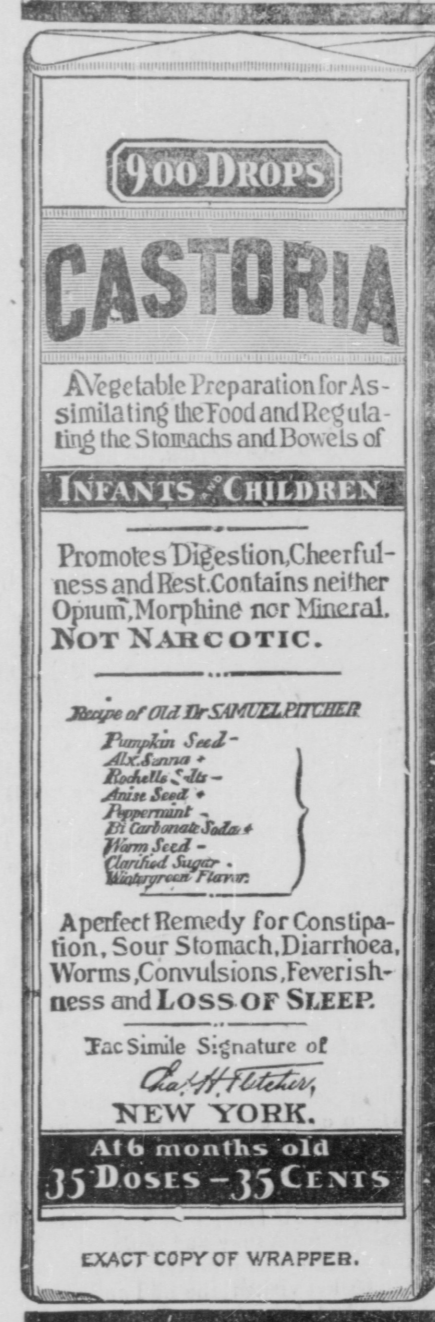 900 DROPS
CASTORIA
A Vegetable Preparation for As-
similating the Food and Regula-
ting the Stomachs and Bowels of
INFANTS AND CHILDREN
Promotes Digestion, Cheerful-
ness and Rest. Contains neither
Opium, Morphine nor Mineral.
NOT NARCOTIC.
Recipe of Old Dr SAMUEL PITCHER
Pumpkin Seed -
Alx. Senna +
Rochelle Salts -
Anise Seed +
Peppermint -
Bi Carbonate Soda +
Worm Seed -
Clarified Sugar .
Wintergreen Flavor.
A perfect Remedy for Constipa-
tion, Sour Stomach, Diarrhoea,
Worms, Convulsions, Feverish-
ness and LOSS OF SLEEP.
Fac Simile Signature of
Chas. H. Fletcher,
NEW YORK.
At 6 months old
35 DOSES - 35 CENTS
EXACT COPY OF WRAPPER.